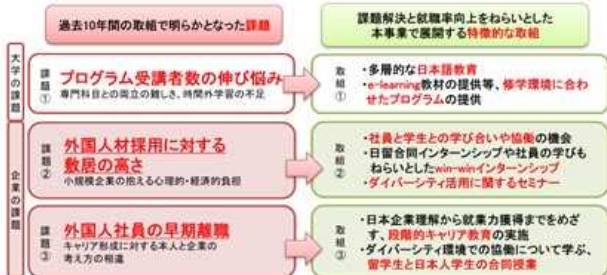 過去10年間の取組で明らかとなった課題
課題解決と就職率向上をねらいとした
本事業で展開する特徴的な取組
大学の課題
課題①
プログラム受講者数の伸び悩み
専門科目との両立の難しさ、時間外学習の不足
取組①
・多層的な日本語教育
・e-learning教材の提供等、修学環境に合わ
せたプログラムの提供
企業の課題
課題②
外国人材採用に対する
敷居の高さ
小規模企業の抱える心理的・経済的負担
取組②
・社員と学生との学び合いや協働の機会
・日留合同インターンシップや社員の学びも
ねらいとしたwin-winインターンシップ
・ダイバーシティ活用に関するセミナー
課題③
外国人社員の早期離職
キャリア形成に対する本人と企業の
考え方の相違
取組③
・日本企業理解から就業力獲得までをめざ
す、段階的キャリア教育の実施
・ダイバーシティ環境での協働について学ぶ、
留学生と日本人学生の合同授業